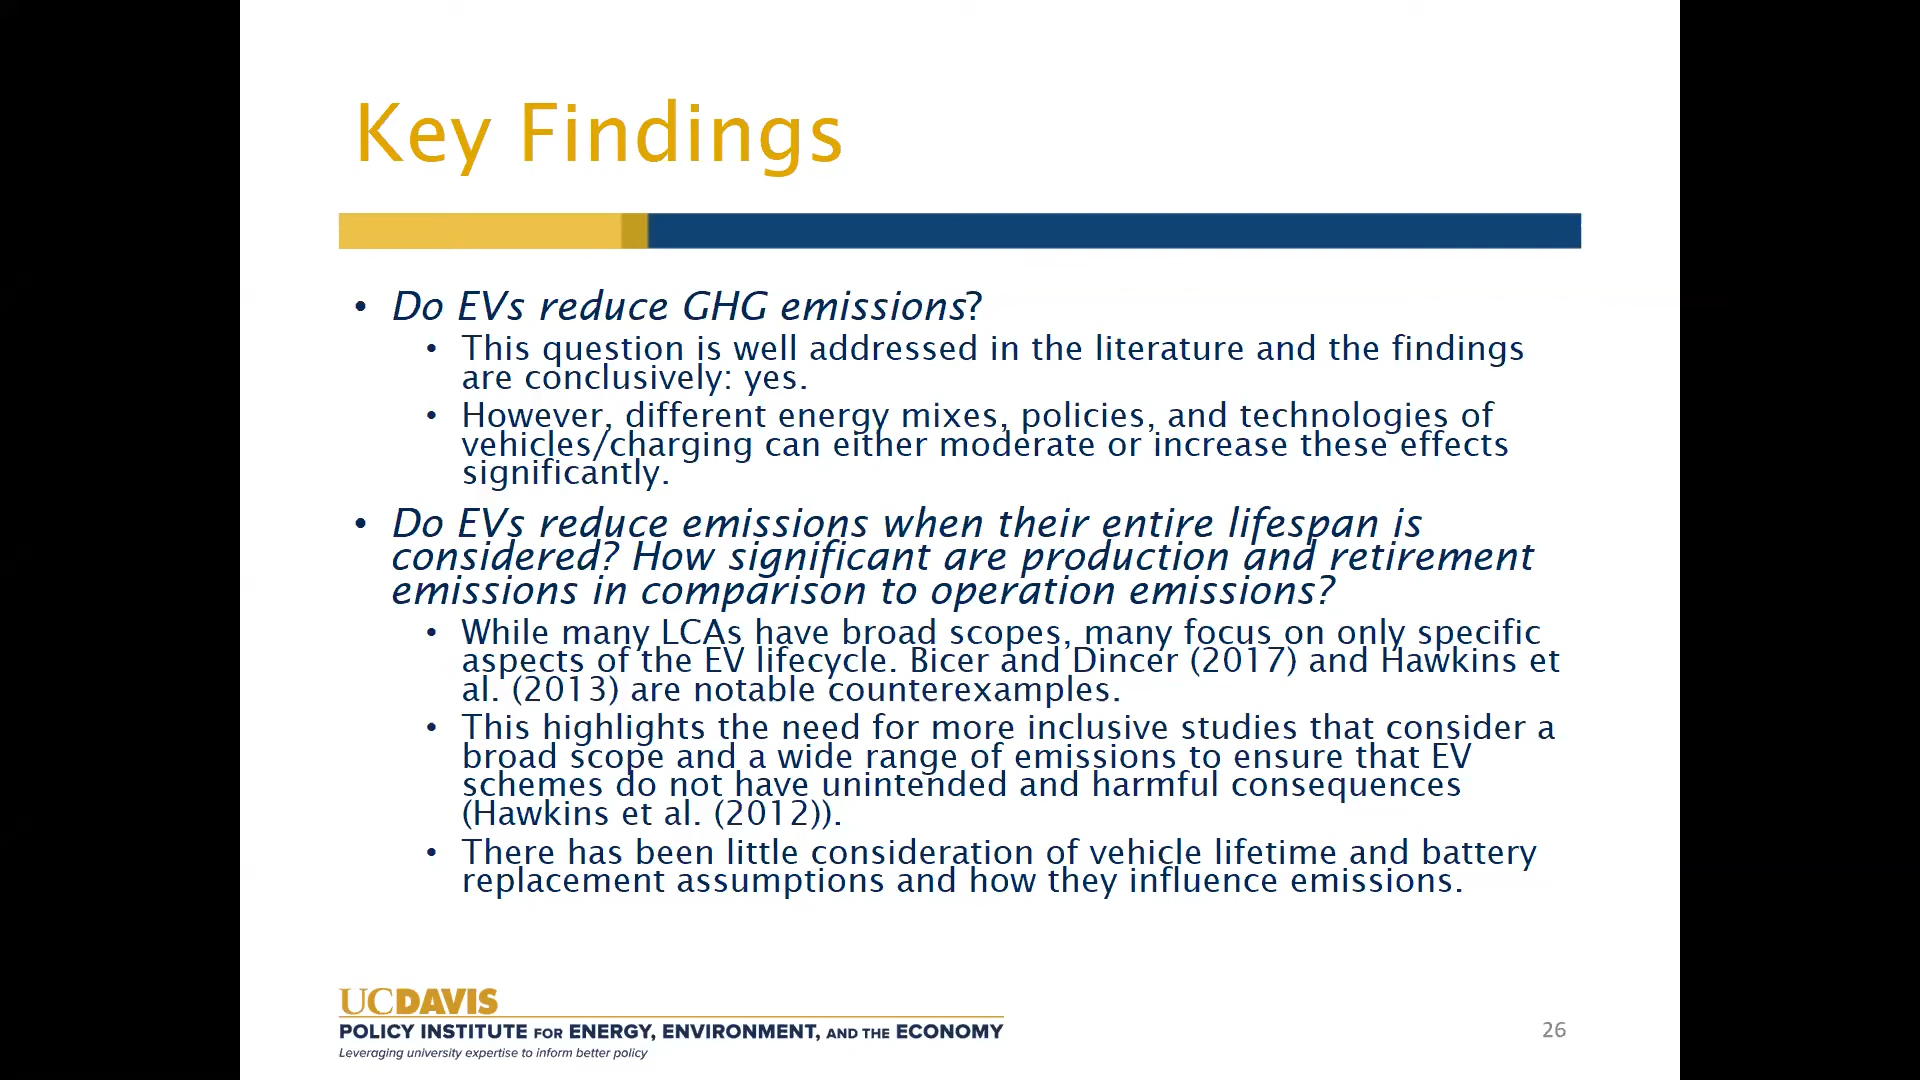 Key Findings
• Do EVs reduce GHG emissions?
• This question is well addressed in the literature and the findings
are conclusively: yes.
• However, different energy mixes, policies, and technologies of
vehicles/charging can either moderate or increase these effects
significantly.
• Do EVs reduce emissions when their entire lifespan is
considered? How significant are production and retirement
emissions in comparison to operation emissions?
• While many LCAs have broad scopes, many focus on only specific
aspects of the EV lifecycle. Bicer and Dincer (2017) and Hawkins et
al. (2013) are notable counterexamples.
• This highlights the need for more inclusive studies that consider a
broad scope and a wide range of emissions to ensure that EV
schemes do not have unintended and harmful consequences
(Hawkins et al. (2012)).
• There has been little consideration of vehicle lifetime and battery
replacement assumptions and how they influence emissions.
UCDAVIS
POLICY INSTITUTE FOR ENERGY, ENVIRONMENT, AND THE ECONOMY
Leveraging university expertise to inform better policy
26